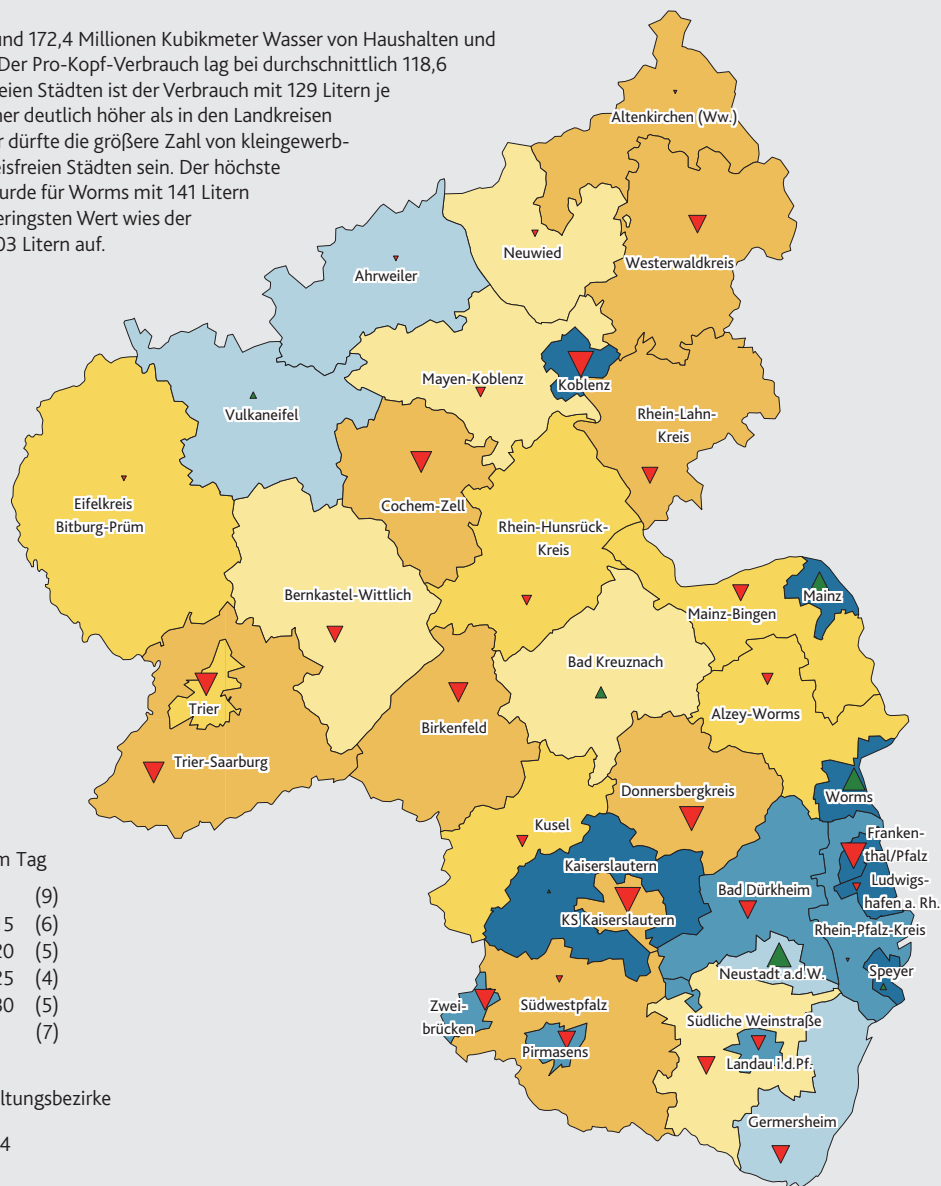 und 172,4 Millionen Kubikmeter Wasser von Haushalten und
Der Pro-Kopf-Verbrauch lag bei durchschnittlich 118,6
eien Städten ist der Verbrauch mit 129 Litern je
ner deutlich höher als in den Landkreisen
r dürfte die größere Zahl von kleingewerb-
eisfreien Städten sein. Der höchste
urde für Worms mit 141 Litern
eringsten Wert wies der
03 Litern auf.
Altenkirchen (Ww.)
Neuwied
Westerwaldkreis
Ahrweiler
Mayen-Koblenz
Koblenz
Vulkaneifel
Rhein-Lahn-
Kreis
Cochem-Zell
Eifelkreis
Bitburg-Prüm
Rhein-Hunsrück-
Kreis
Bernkastel-Wittlich
Mainz
Mainz-Bingen
Bad Kreuznach
Trier
Alzey-Worms
Birkenfeld
Trier-Saarburg
Donnersbergkreis
Worms
Kusel
Franken-
thal/Pfalz
Kaiserslautern
Ludwigs-
hafen a. Rh.
Bad Dürkheim
KS Kaiserslautern
Rhein-Pfalz-Kreis
Neustadt a.d.W.
Speyer
Zwei-
brücken
Südwestpfalz
Südliche Weinstraße
Pirmasens
Landau i.d.Pf.
Germersheim
m Tag
(9)
15 (6)
20 (5)
25 (4)
30 (5)
(7)
ltungsbezirke
4